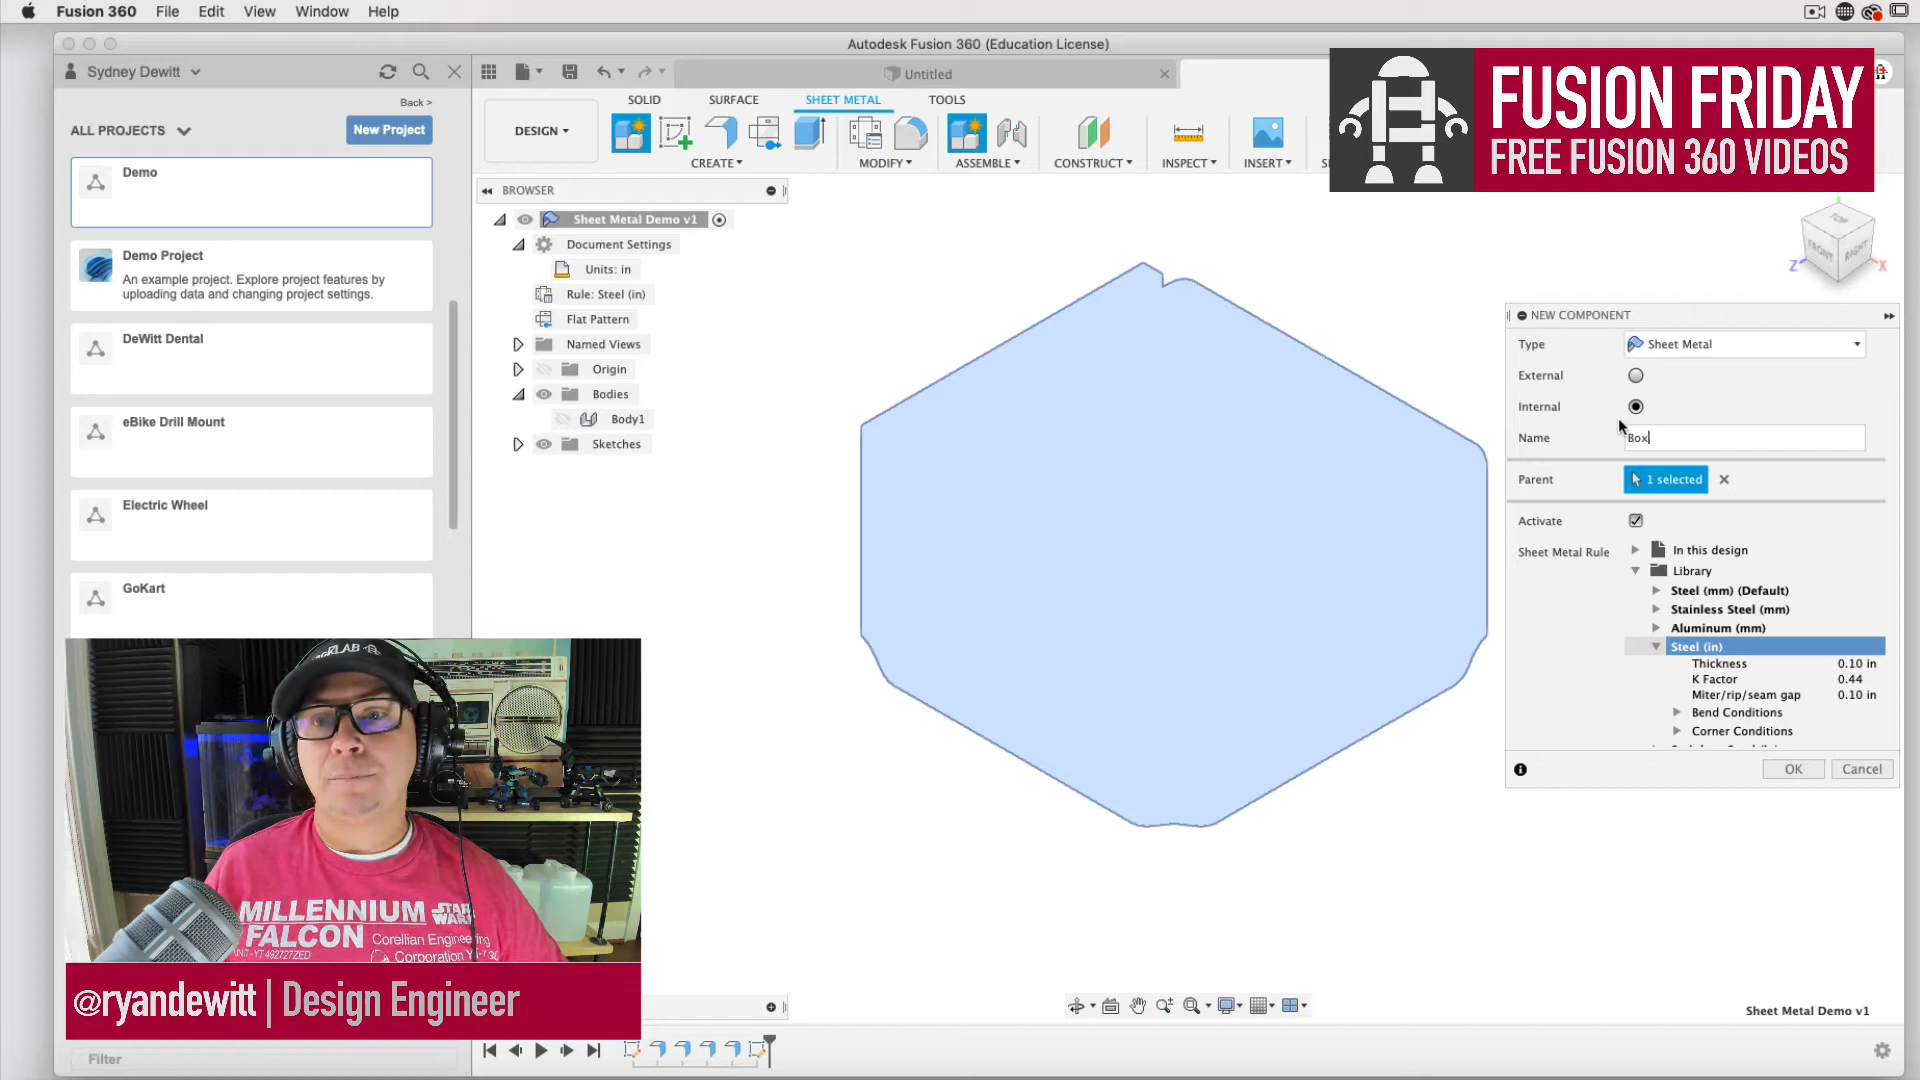 Fusion 360 File Edit View Window Help
Autodesk Fusion 360 (Education License)
Sydney Dewitt
Untitled
FUSION FRIDAY
FREE FUSION 360 VIDEOS
Back >
ALL PROJECTS
New Project
SOLID SURFACE SHEET METAL TOOLS
DESIGN
CREATE MODIFY ASSEMBLE CONSTRUCT INSPECT INSERT
Demo
BROWSER
Sheet Metal Demo v1
Document Settings
Units: in
Rule: Steel (in)
Flat Pattern
Named Views
Origin
Bodies
Body1
Sketches
Demo Project
An example project. Explore project features by
uploading data and changing project settings.
DeWitt Dental
eBike Drill Mount
Electric Wheel
GoKart
TOP
FRONT RIGHT
Z X
NEW COMPONENT
Type Sheet Metal
External
Internal
Name Box
Parent 1 selected
Activate
Sheet Metal Rule In this design
Library
Steel (mm) (Default)
Stainless Steel (mm)
Aluminum (mm)
Steel (in)
Thickness 0.10 in
K Factor 0.44
Miter/rip/seam gap 0.10 in
Bend Conditions
Corner Conditions
OK Cancel
MILLENNIUM STAR WARS
FALCON Corellian Engineering
Corporation
@ryandewitt | Design Engineer
Sheet Metal Demo v1
Filter